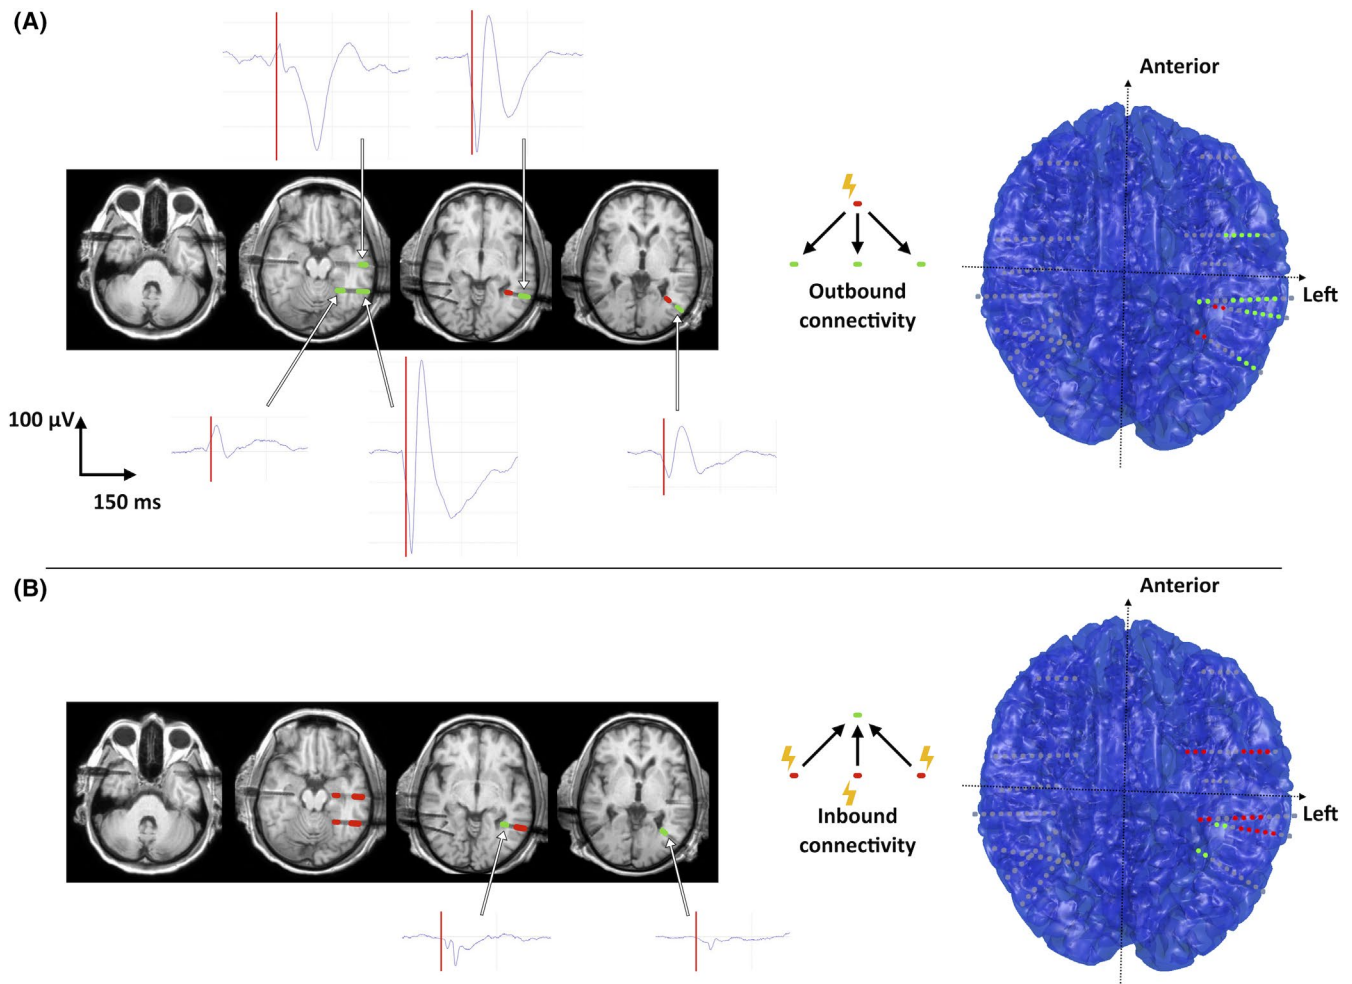 (A)
Anterior
Outbound
connectivity
Left
100 µV
150 ms
(B)
Anterior
Inbound
connectivity
Left